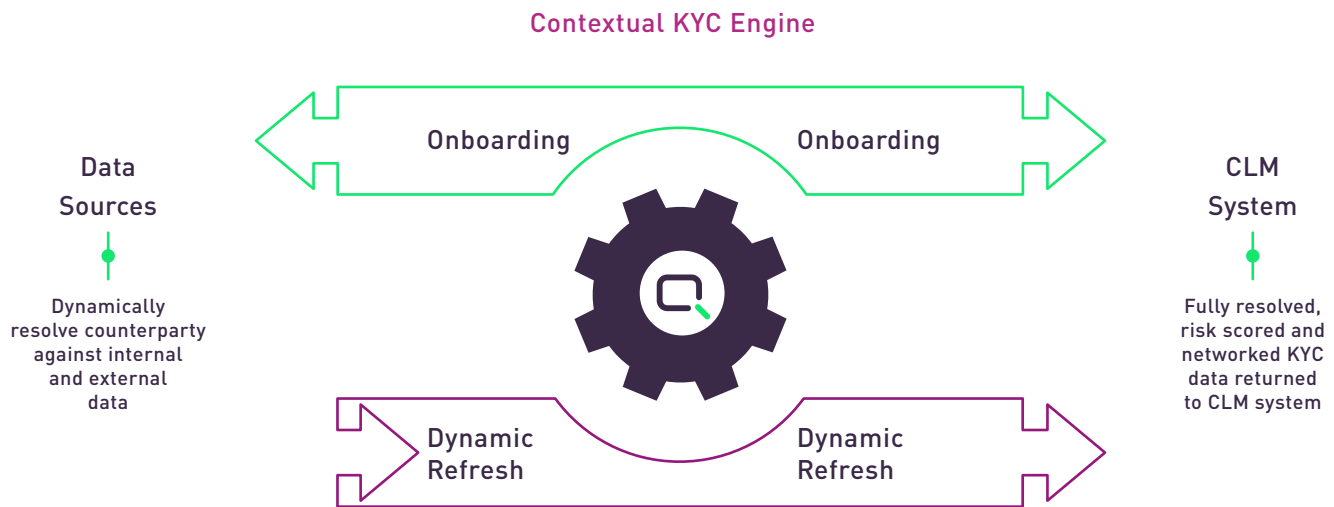 Contextual KYC Engine
Onboarding
Onboarding
Data
Sources
Dynamically
resolve counterparty
against internal
and external
data
CLM
System
Fully resolved,
risk scored and
networked KYC
data returned
to CLM system
Dynamic
Refresh
Dynamic
Refresh